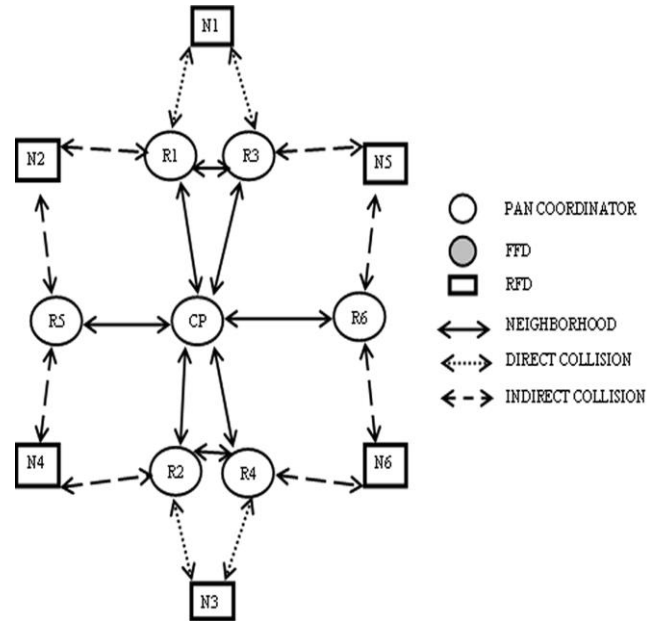 N1
N2
R1
R3
N5
R5
CP
R6
N4
R2
R4
N6
N3
PAN COORDINATOR
FFD
RFD
NEIGHBORHOOD
DIRECT COLLISION
INDIRECT COLLISION